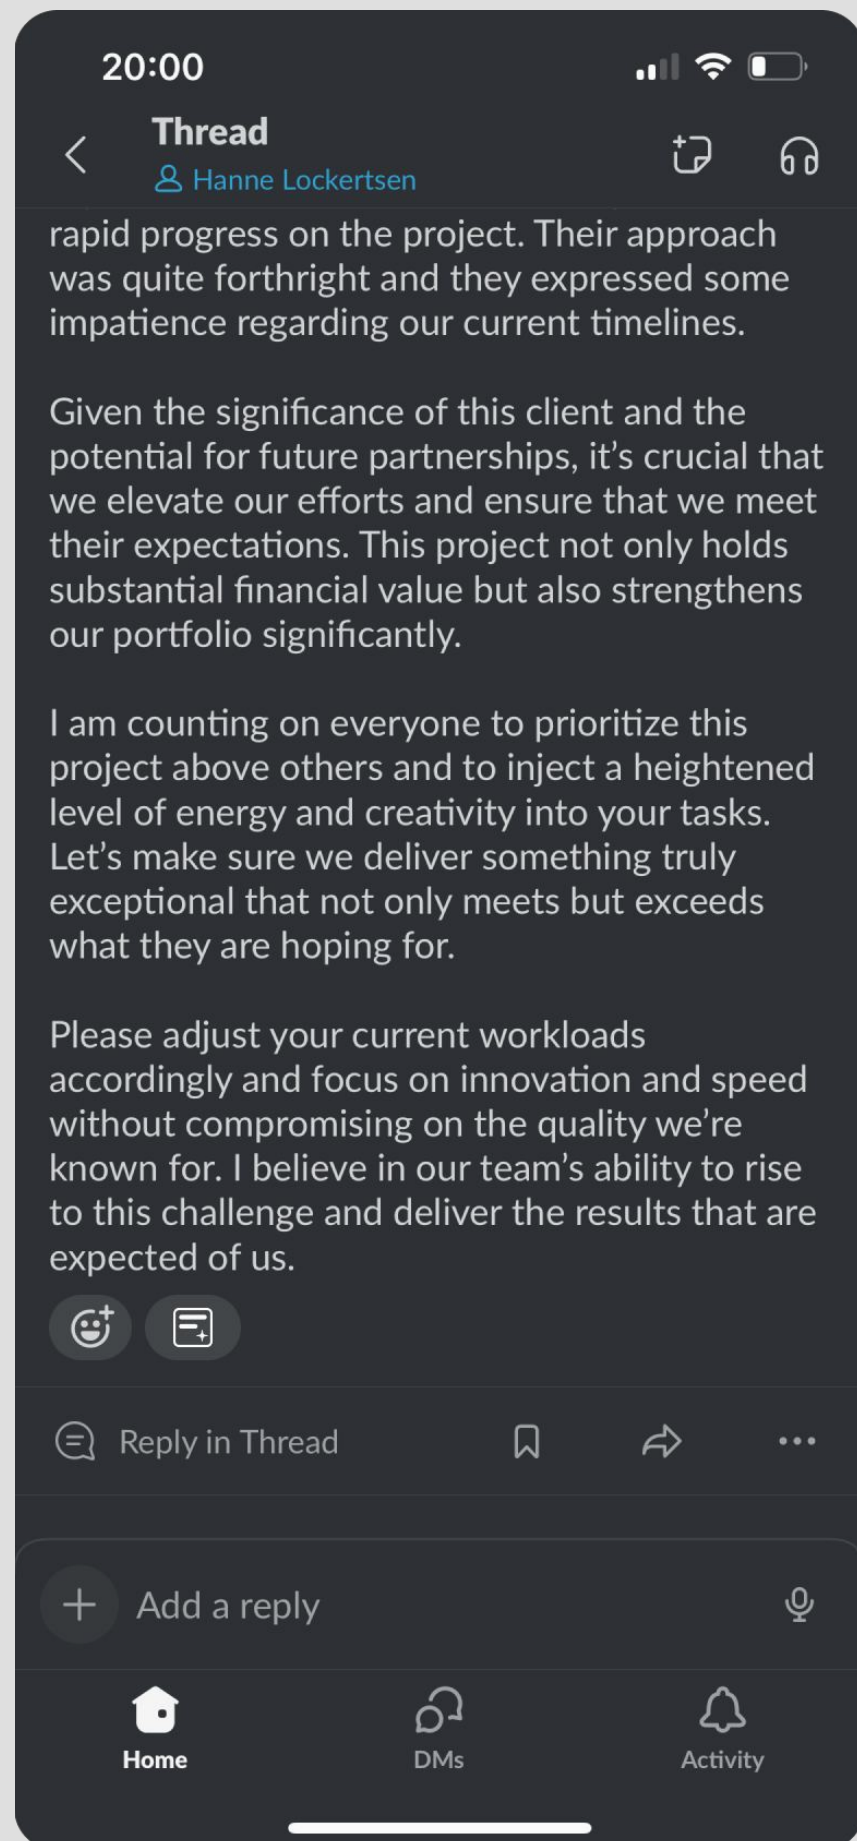 20:00
Thread
Hanne Lockertsen
rapid progress on the project. Their approach
was quite forthright and they expressed some
impatience regarding our current timelines.
Given the significance of this client and the
potential for future partnerships, it’s crucial that
we elevate our efforts and ensure that we meet
their expectations. This project not only holds
substantial financial value but also strengthens
our portfolio significantly.
I am counting on everyone to prioritize this
project above others and to inject a heightened
level of energy and creativity into your tasks.
Let’s make sure we deliver something truly
exceptional that not only meets but exceeds
what they are hoping for.
Please adjust your current workloads
accordingly and focus on innovation and speed
without compromising on the quality we’re
known for. I believe in our team’s ability to rise
to this challenge and deliver the results that are
expected of us.
Reply in Thread
Add a reply
Home
DMs
Activity